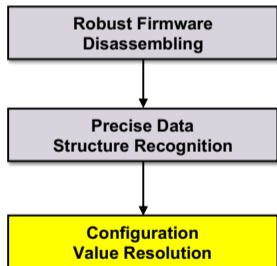 Robust Firmware
Disassembling
Precise Data
Structure Recognition
Configuration
Value Resolution